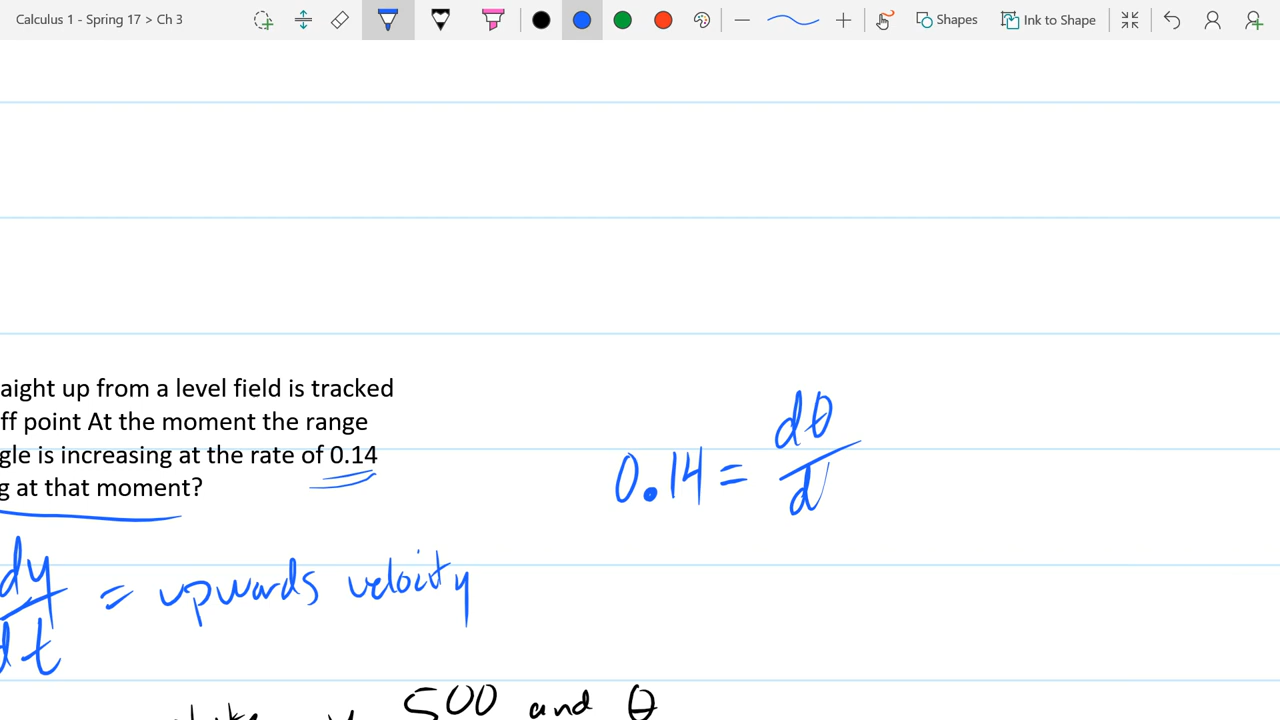 Calculus 1 - Spring 17 > Ch 3
Shapes
Ink to Shape
aight up from a level field is tracked
ff point At the moment the range
gle is increasing at the rate of 0.14
g at that moment?
0.14 = dθ/d
dy/dt = upwards velocity
500 and θ